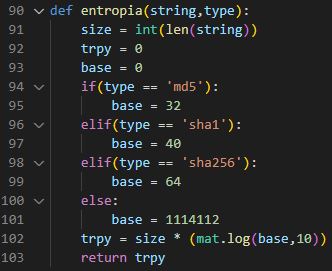 90 def entropia(string,type):
91     size = int(len(string))
92     trpy = 0
93     base = 0
94     if(type == 'md5'):
95         base = 32
96     elif(type == 'sha1'):
97         base = 40
98     elif(type == 'sha256'):
99         base = 64
100     else:
101         base = 1114112
102     trpy = size * (mat.log(base,10))
103     return trpy